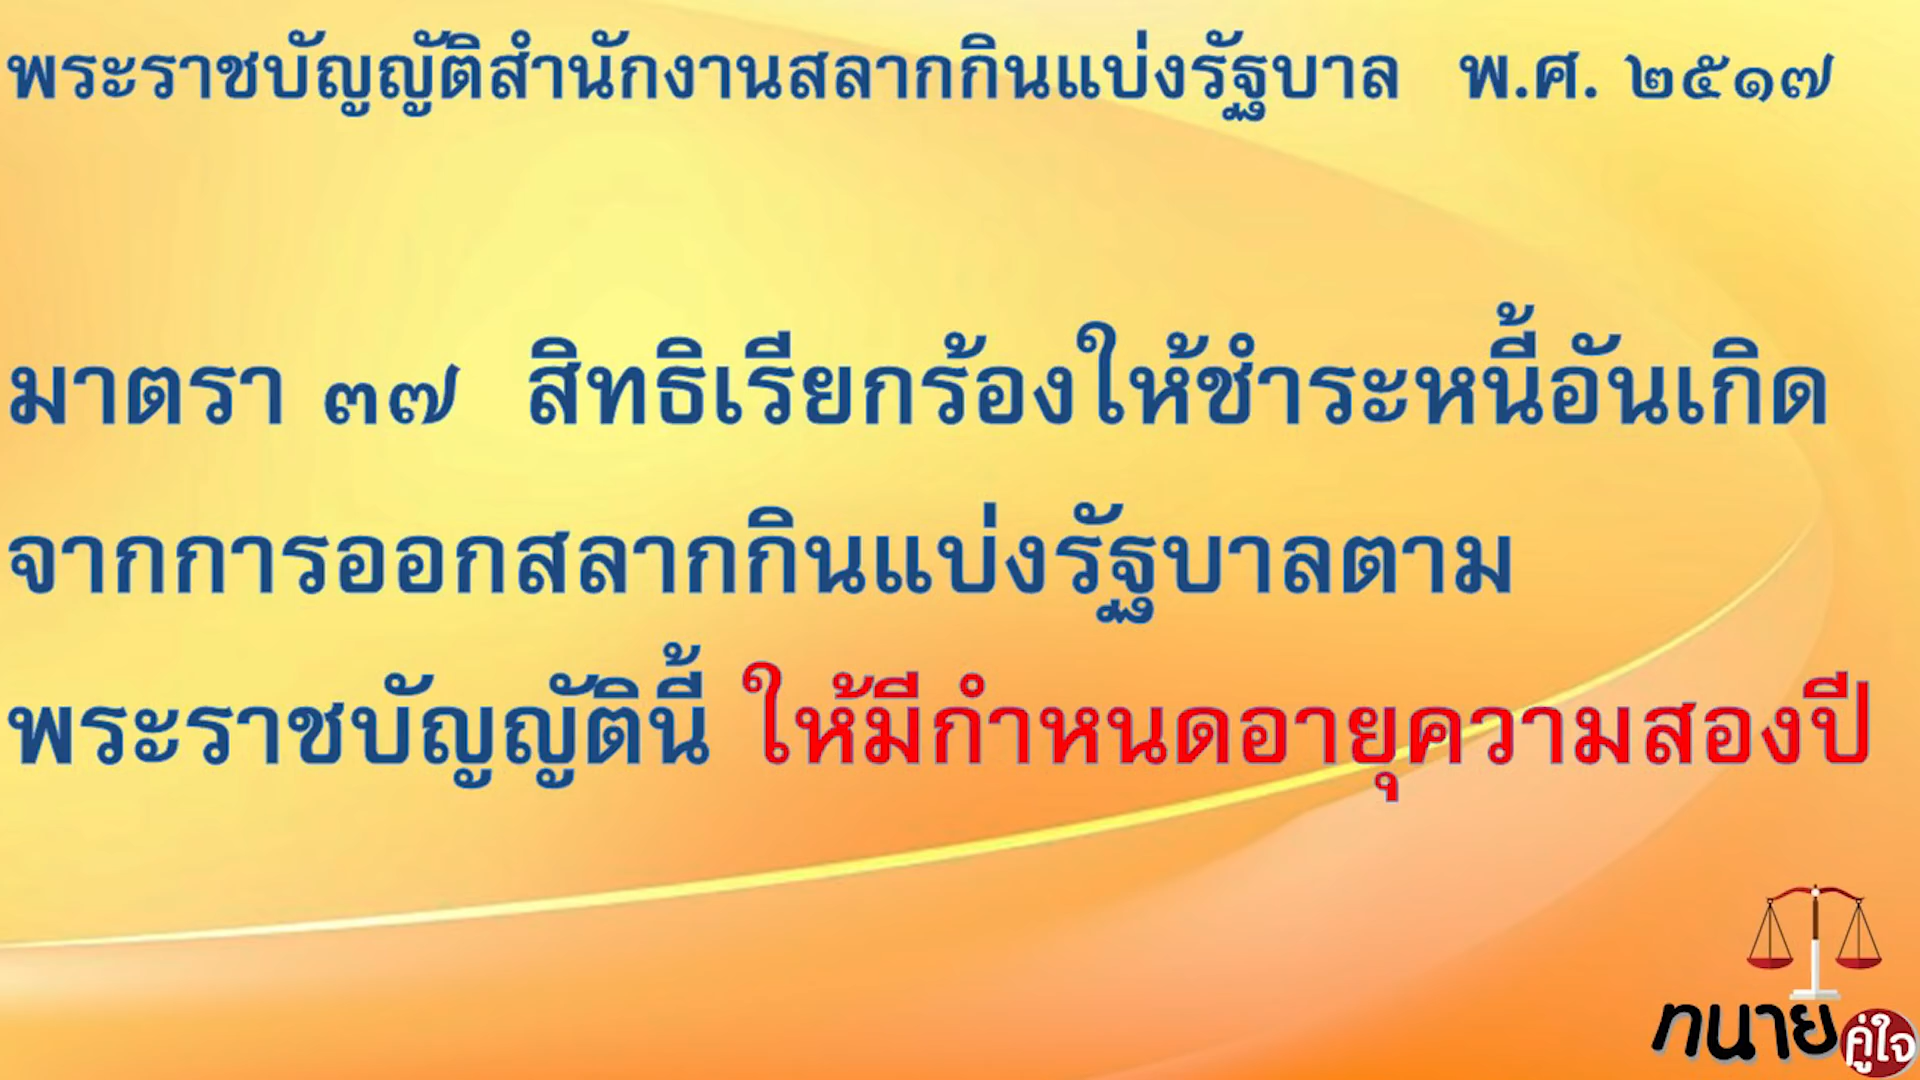 พระราชบัญญัติสำนักงานสลากกินแบ่งรัฐบาล พ.ศ. ๒๕๑๗
มาตรา ๓๗ สิทธิเรียกร้องให้ชำระหนี้อันเกิด
จากการออกสลากกินแบ่งรัฐบาลตาม
พระราชบัญญัตินี้ ให้มีกำหนดอายุความสองปี
ทนาย
คู่ใจ